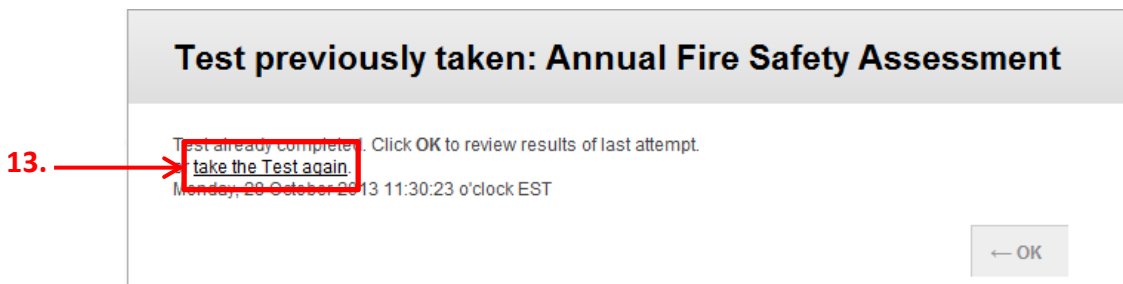 Test previously taken: Annual Fire Safety Assessment
Test already completed. Click OK to review results of last attempt.
13. or take the Test again.
Monday, 28 October 2013 11:30:23 o'clock EST
← OK